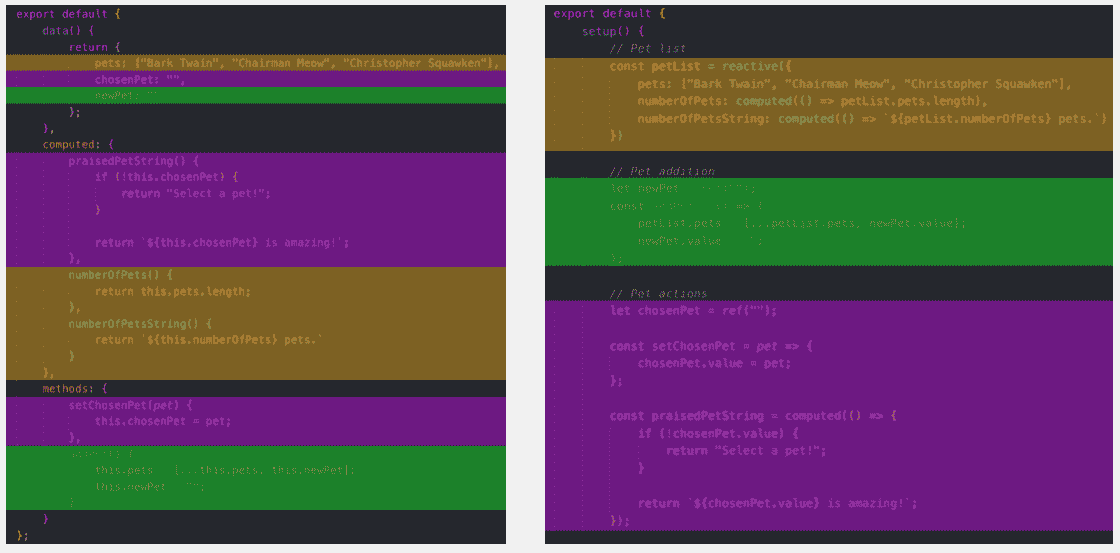 export default {
data() {
return {
pets: ["Bark Twain", "Chairman Meow", "Christopher Squawken"],
chosenPet: "",
newPet: ""
};
},
computed: {
praisedPetString() {
if (!this.chosenPet) {
return "Select a pet!";
}
return `${this.chosenPet} is amazing!`;
},
numberOfPets() {
return this.pets.length;
},
numberOfPetsString() {
return `${this.numberOfPets} pets.`
}
},
methods: {
setChosenPet(pet) {
this.chosenPet = pet;
},
() {
this.pets = [...this.pets, this.newPet];
this.newPet = "";
}
}
};
export default {
setup() {
// Pet list
const petList = reactive({
pets: ["Bark Twain", "Chairman Meow", "Christopher Squawken"],
numberOfPets: computed(() => petList.pets.length),
numberOfPetsString: computed(() => `${petList.numberOfPets} pets.`)
})
// Pet addition
let newPet
const => {
petList.pets [...petList.pets, newPet.value];
newPet.value ;
};
// Pet actions
let chosenPet = ref("");
const setChosenPet = pet => {
chosenPet.value = pet;
};
const praisedPetString = computed(() => {
if (!chosenPet.value) {
return "Select a pet!";
}
return `${chosenPet.value} is amazing!`;
});